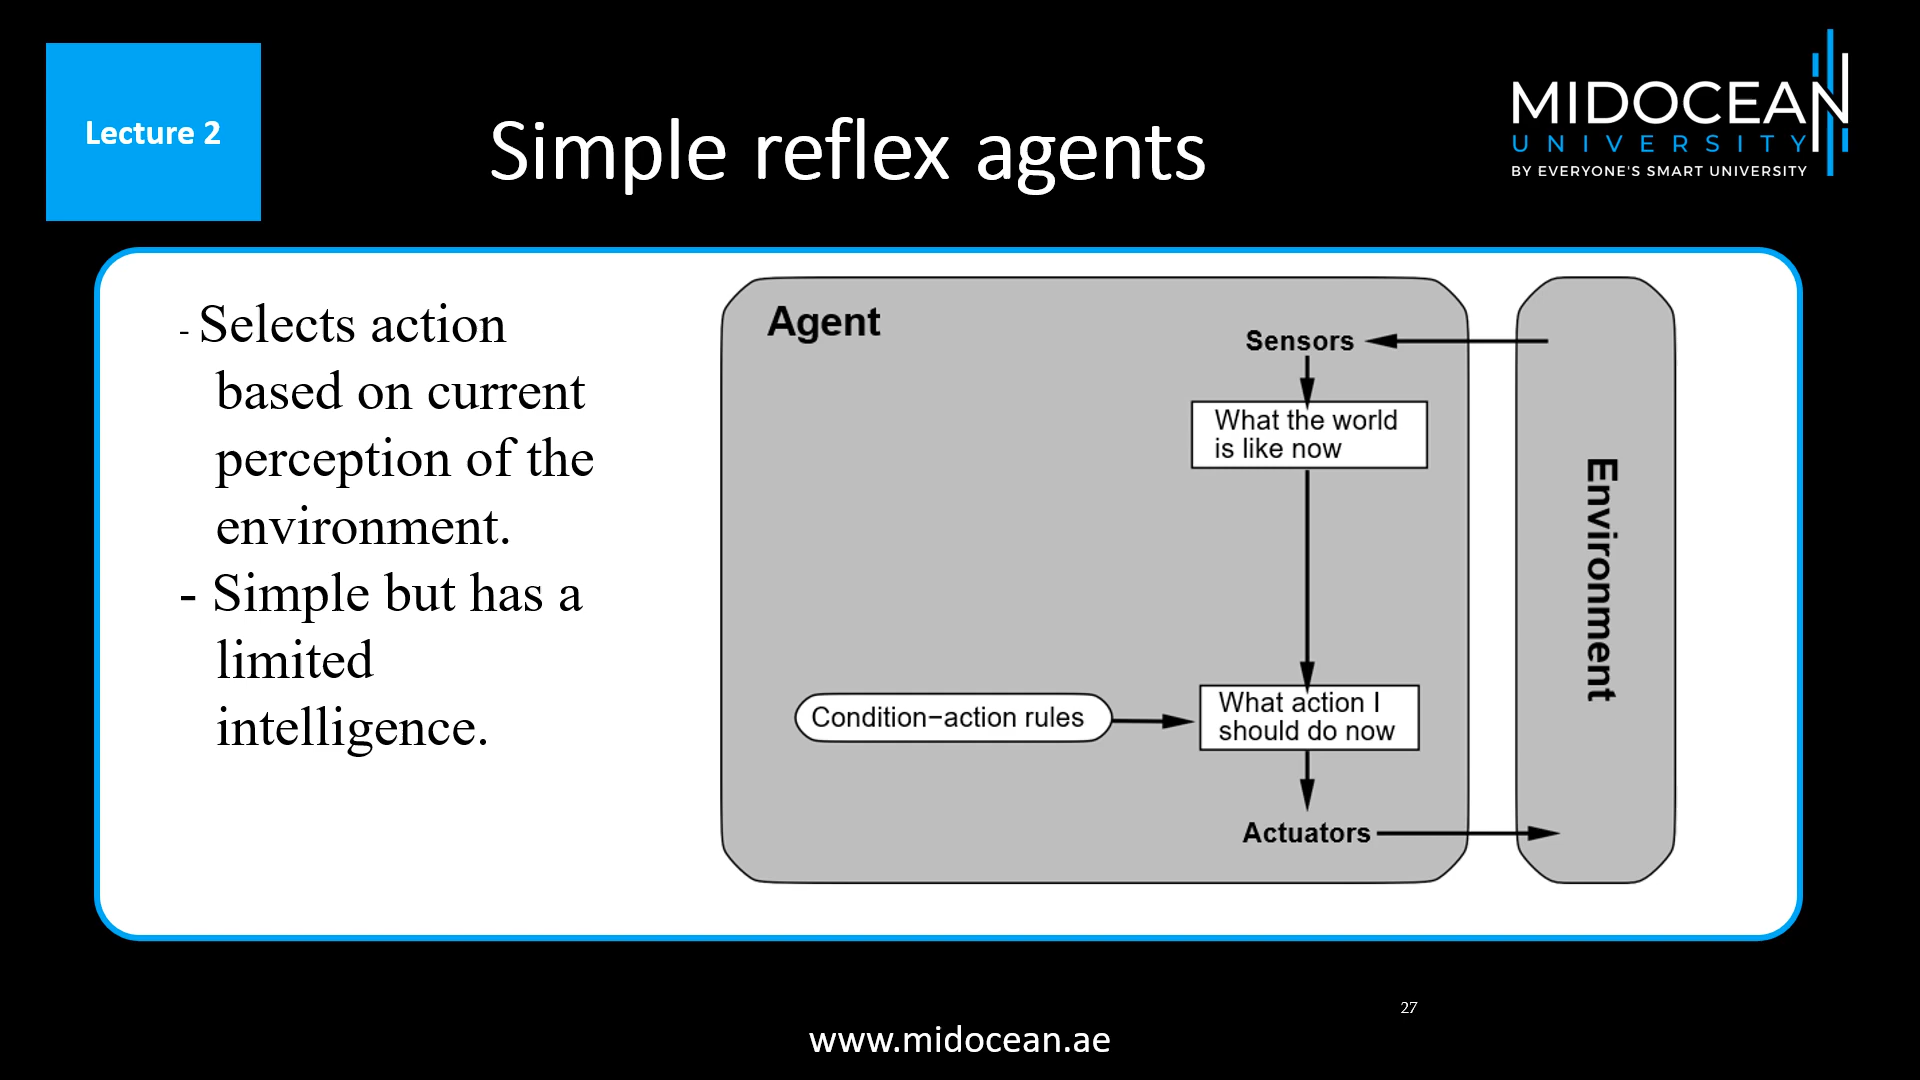 Lecture 2
Simple reflex agents
MIDOCEAN
UNIVERSITY
BY EVERYONE'S SMART UNIVERSITY
- Selects action
based on current
perception of the
environment.
- Simple but has a
limited
intelligence.
Agent
Sensors
What the world
is like now
Condition−action rules
What action I
should do now
Actuators
Environment
27
www.midocean.ae